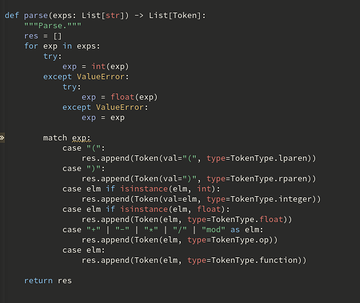 def parse(exps: List[str]) -> List[Token]:
    """Parse."""
    res = []
    for exp in exps:
        try:
            exp = int(exp)
        except ValueError:
            try:
                exp = float(exp)
            except ValueError:
                exp = exp
        match exp:
            case "(":
                res.append(Token(val="(", type=TokenType.lparen))
            case ")":
                res.append(Token(val=")", type=TokenType.rparen))
            case elm if isinstance(elm, int):
                res.append(Token(val=elm, type=TokenType.integer))
            case elm if isinstance(elm, float):
                res.append(Token(elm, type=TokenType.float))
            case "+" | "-" | "*" | "/" | "mod" as elm:
                res.append(Token(elm, type=TokenType.op))
            case elm:
                res.append(Token(elm, type=TokenType.function))
    return res